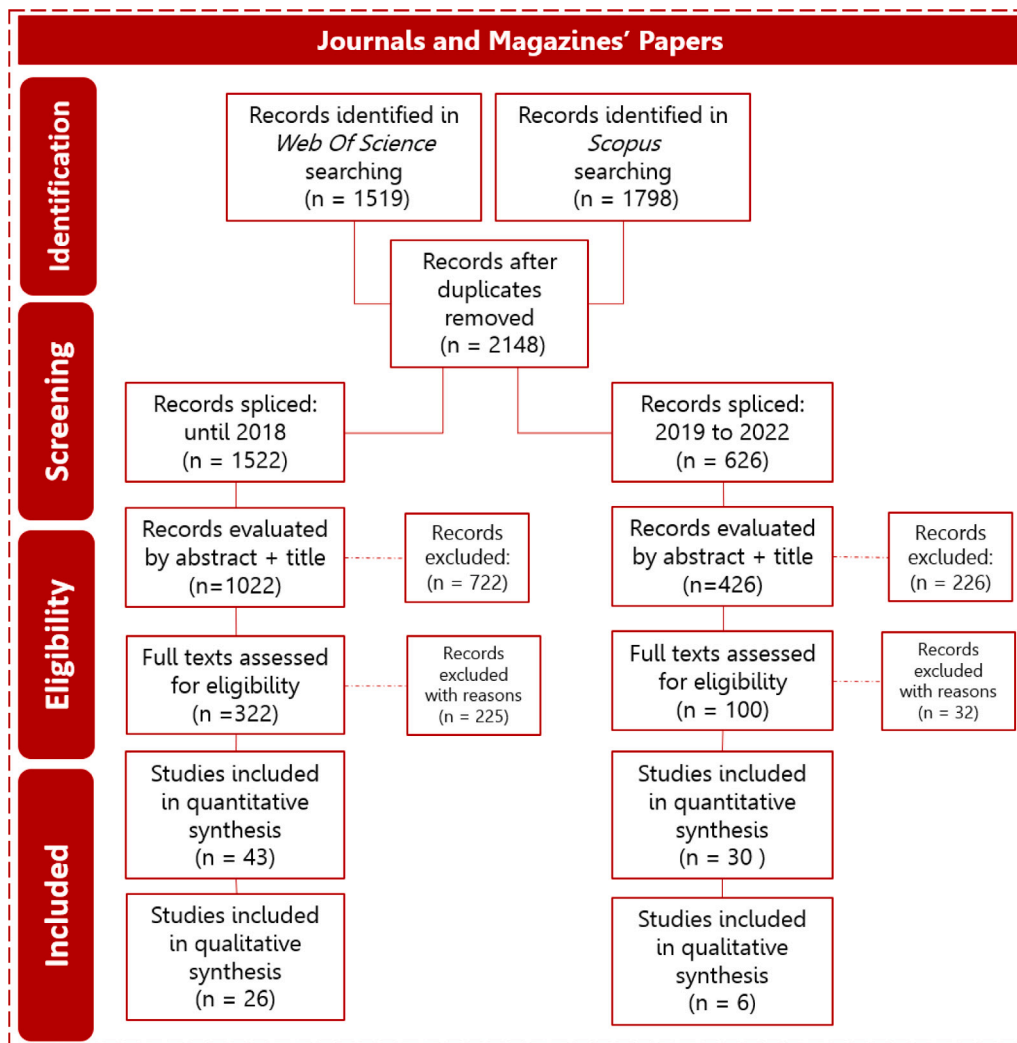 Journals and Magazines’ Papers
Identification
Records identified in
Web Of Science
searching
(n = 1519)
Records identified in
Scopus
searching
(n = 1798)
Records after
duplicates
removed
(n = 2148)
Screening
Records spliced:
until 2018
(n = 1522)
Records spliced:
2019 to 2022
(n = 626)
Eligibility
Records evaluated
by abstract + title
(n=1022)
Records
excluded:
(n = 722)
Records evaluated
by abstract + title
(n=426)
Records
excluded:
(n = 226)
Full texts assessed
for eligibility
(n =322)
Records
excluded
with reasons
(n = 225)
Full texts assessed
for eligibility
(n = 100)
Records
excluded
with reasons
(n = 32)
Included
Studies included
in quantitative
synthesis
(n = 43)
Studies included
in quantitative
synthesis
(n = 30 )
Studies included
in qualitative
synthesis
(n = 26)
Studies included
in qualitative
synthesis
(n = 6)